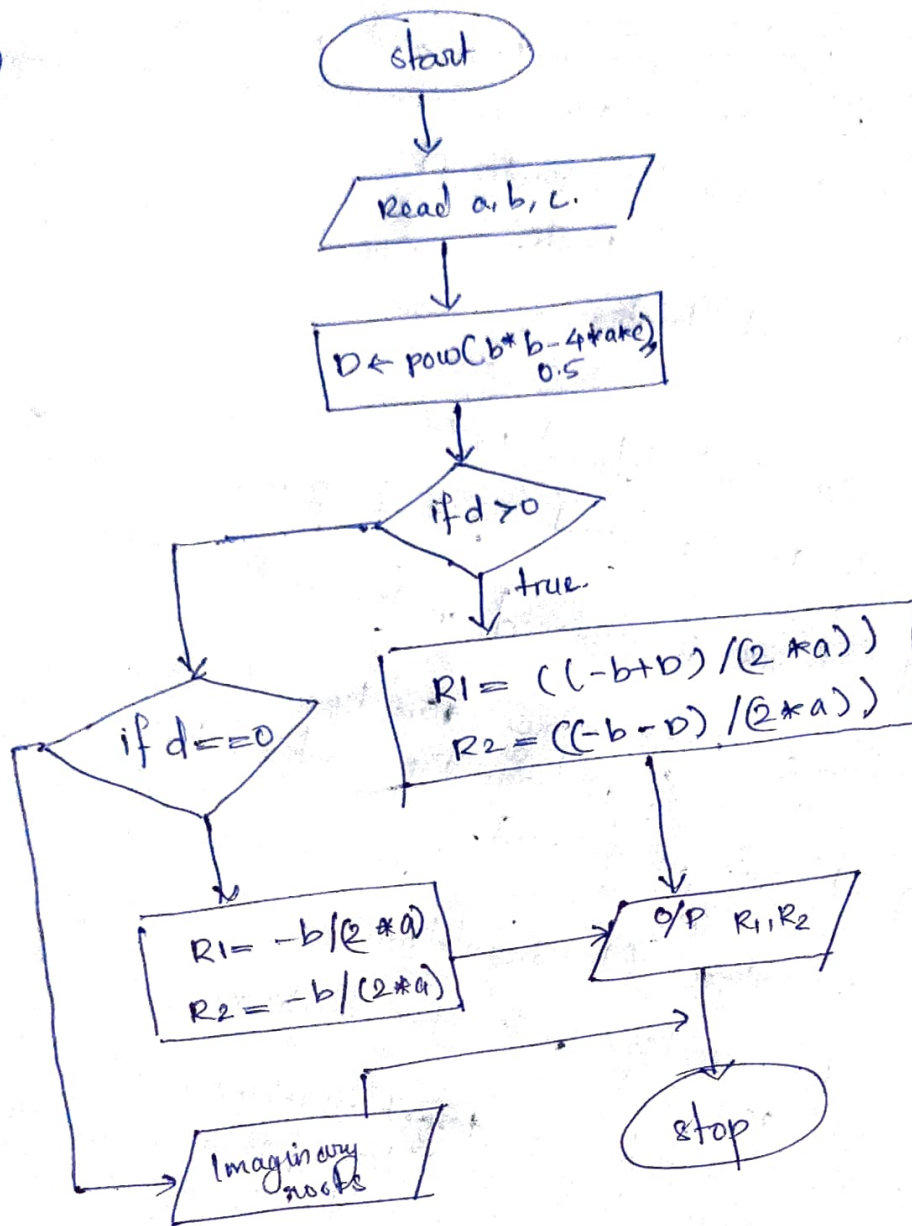 start
Read a, b, c.
D ← pow(b* b-4*a*c),
0.5
if d >0
true.
R1 = ((-b+D) /(2 *a))
R2 = ((-b-D) /(2*a))
if d==0
R1= -b/(2 *a)
R2 = -b/(2*a)
O/P R1, R2
Imaginary
roots
stop